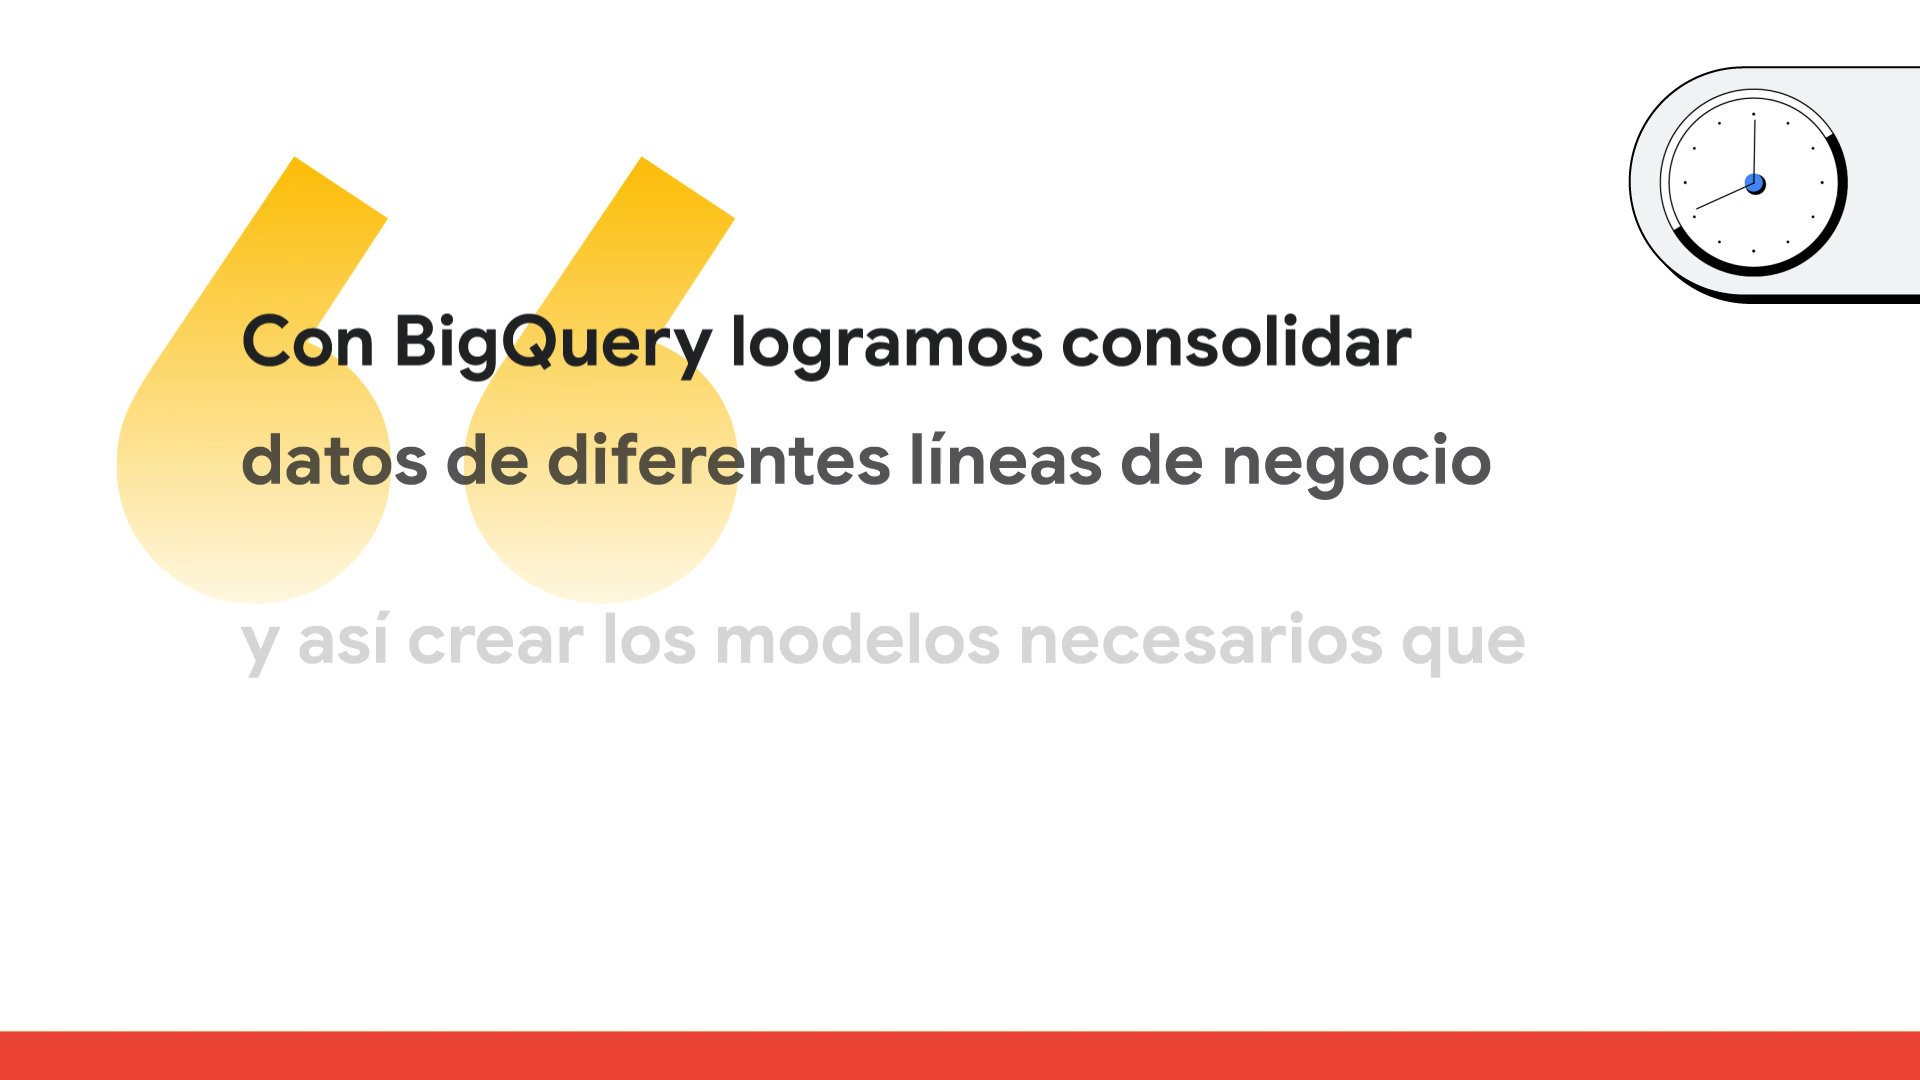 Con BigQuery logramos consolidar
datos de diferentes líneas de negocio
y así crear los modelos necesarios que